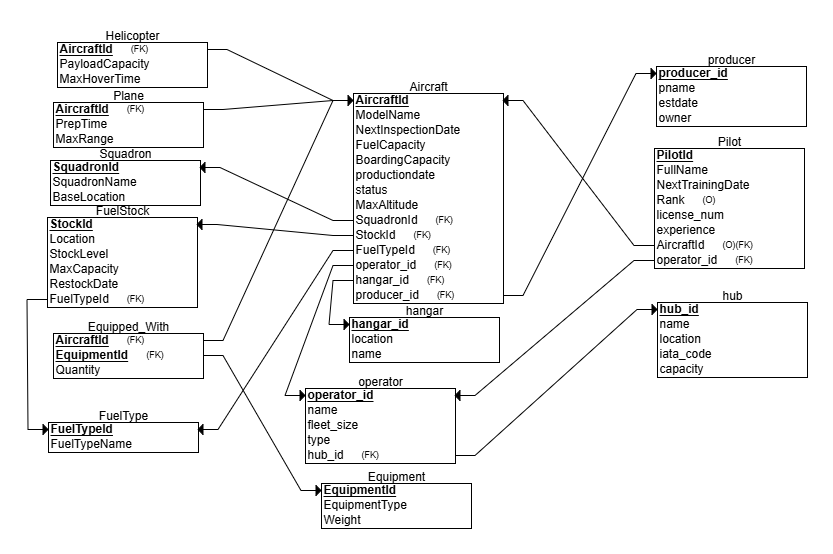 Helicopter
AircraftId (FK)
PayloadCapacity
MaxHoverTime
Plane
AircraftId (FK)
PrepTime
MaxRange
Squadron
SquadronId
SquadronName
BaseLocation
FuelStock
StockId
Location
StockLevel
MaxCapacity
RestockDate
FuelTypeId (FK)
Equipped_With
AircraftId (FK)
EquipmentId (FK)
Quantity
FuelType
FuelTypeId
FuelTypeName
Aircraft
AircraftId
ModelName
NextInspectionDate
FuelCapacity
BoardingCapacity
productiondate
status
MaxAltitude
SquadronId (FK)
StockId (FK)
FuelTypeId (FK)
operator_id (FK)
hangar_id (FK)
producer_id (FK)
hangar
hangar_id
location
name
operator
operator_id
name
fleet_size
type
hub_id (FK)
Equipment
EquipmentId
EquipmentType
Weight
producer
producer_id
pname
estdate
owner
Pilot
PilotId
FullName
NextTrainingDate
Rank (O)
license_num
experience
AircraftId (O)(FK)
operator_id (FK)
hub
hub_id
name
location
iata_code
capacity